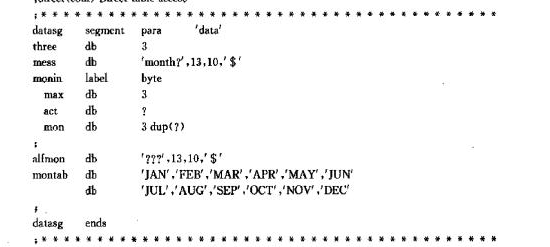 ;direct(com) Direct table access
;* * * * * * * * * * * * * * * * * * * * * * * * * * * * * * * * * * * *
datasg segment para 'data'
three db 3
mess db 'month?',13,10,'$'
monin label byte
max db 3
act db ?
mon db 3 dup(?)
;
alfmon db '???',13,10,'$'
montab db 'JAN','FEB','MAR','APR','MAY','JUN'
db 'JUL','AUG','SEP','OCT','NOV','DEC'
;
datasg ends
;* * * * * * * * * * * * * * * * * * * * * * * * * * * * * * * * * * * *